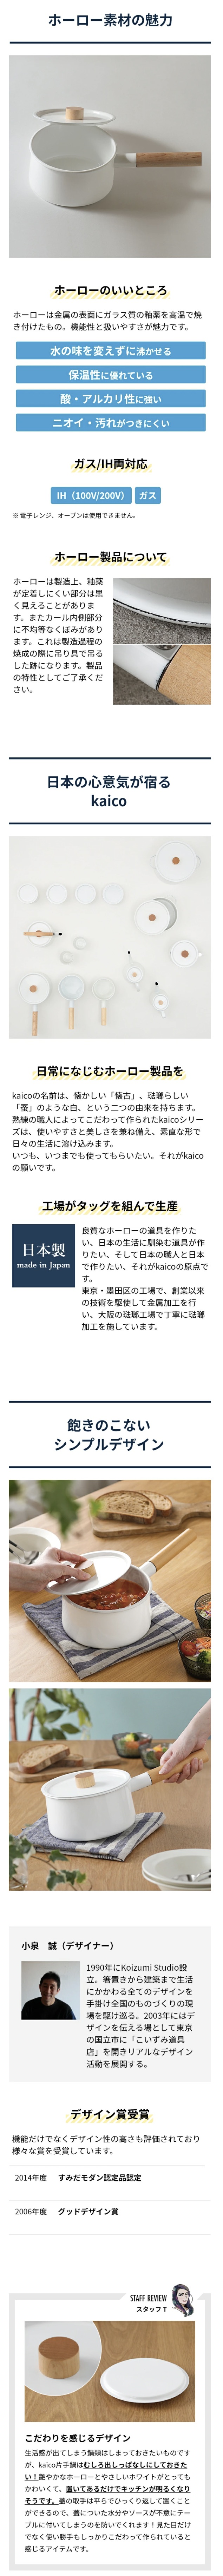 ホーロー素材の魅力
ホーローのいいところ
ホーローは金属の表面にガラス質の釉薬を高温で焼
き付けたもの。機能性と扱いやすさが魅力です。
水の味を変えずに沸かせる
保温性に優れている
酸・アルカリ性に強い
ニオイ・汚れがつきにくい
ガス/IH両対応
IH（100V/200V） ガス
※ 電子レンジ、オーブンは使用できません。
ホーロー製品について
ホーローは製造上、釉薬
が定着しにくい部分は黒
く見えることがありま
す。またカール内側部分
に不均等なくぼみがあり
ます。これは製造過程の
焼成の際に吊り具で吊る
した跡になります。製品
の特性としてご了承くだ
さい。
日本の心意気が宿る
kaico
日常になじむホーロー製品を
kaicoの名前は、懐かしい「懐古」、琺瑯らしい
「蚕」のような白、という二つの由来を持ちます。
熟練の職人によってこだわって作られたkaicoシリー
ズは、使いやすさと美しさを兼ね備え、素直な形で
日々の生活に溶け込みます。
いつも、いつまでも使ってもらいたい。それがkaico
の願いです。
工場がタッグを組んで生産
日本製
made in Japan
良質なホーローの道具を作りた
い、日本の生活に馴染む道具が作
りたい、そして日本の職人と日本
で作りたい、それがkaicoの原点で
す。
東京・墨田区の工場で、創業以来
の技術を駆使して金属加工を行
い、大阪の琺瑯工場で丁寧に琺瑯
加工を施しています。
飽きのこない
シンプルデザイン
小泉　誠（デザイナー）
1990年にKoizumi Studio設
立。箸置きから建築まで生活
にかかわる全てのデザインを
手掛け全国のものづくりの現
場を駆け巡る。2003年にはデ
ザインを伝える場として東京
の国立市に「こいずみ道具
店」を開きリアルなデザイン
活動を展開する。
デザイン賞受賞
機能だけでなくデザイン性の高さも評価されており
様々な賞を受賞しています。
2014年度 すみだモダン認定品認定
2006年度 グッドデザイン賞
STAFF REVIEW
スタッフT
こだわりを感じるデザイン
生活感が出てしまう鍋類はしまっておきたいものです
が、kaico片手鍋はむしろ出しっぱなしにしておきた
い！艶やかなホーローとやさしいホワイトがとっても
かわいくて、置いてあるだけでキッチンが明るくなり
そうです。蓋の取手は平らでひっくり返して置くこと
ができるので、蓋についた水分やソースが不意にテー
ブルに付いてしまうのを防いでくれます！見た目だけ
でなく使い勝手もしっかりこだわって作られていると
感じるアイテムです。